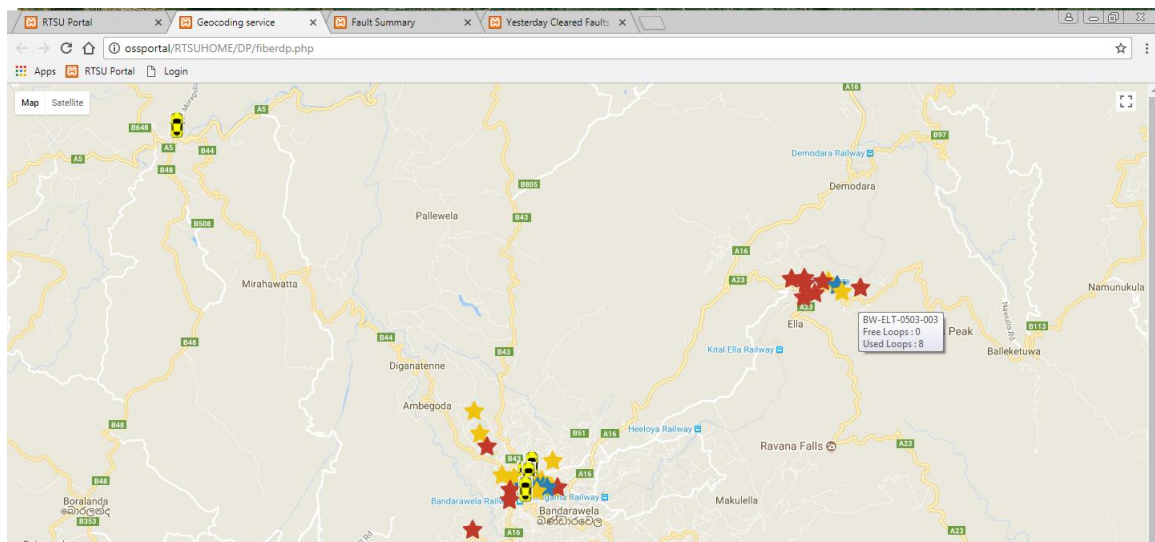 RTSU Portal
Geocoding service
Fault Summary
Yesterday Cleared Faults
ossportal/RTSUHOME/DP/fiberdp.php
Apps
RTSU Portal
Login
Map
Satellite
A5
A16
B648
B97
A5
B44
A5
B48
Demodara Railway
B805
Demodara
Pallewela
B43
B508
A16
A23
Mirahawatta
Namunukula
A23
BW-ELT-0503-003
Free Loops : 0
Used Loops : 8
Ella
Peak
B113
B44
B48
B43
Kital Ella Railway
Balleketuwa
Diganatenne
Ambegoda
B48
B51
A16
Heeloya Railway
Ravana Falls
A23
B43
A16
B48
Boralanda
බොරලන්ද
Bandarawela
Railway
Makulella
Bandarawela
බණ්ඩාරවෙල
B353
A16
A23